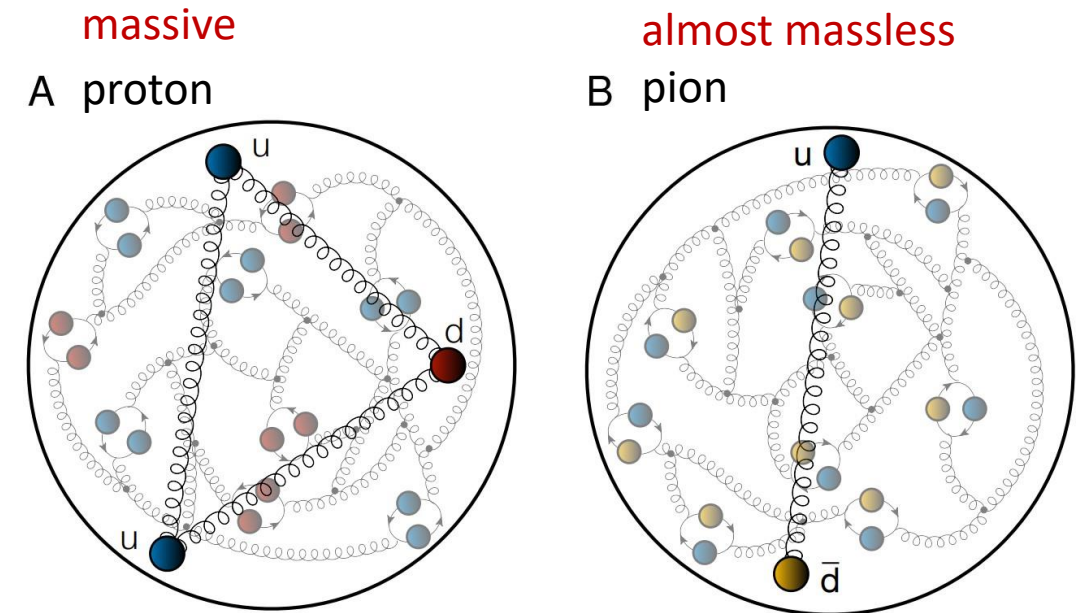 massive
A proton
u
d
u
almost massless
B pion
u
d̄